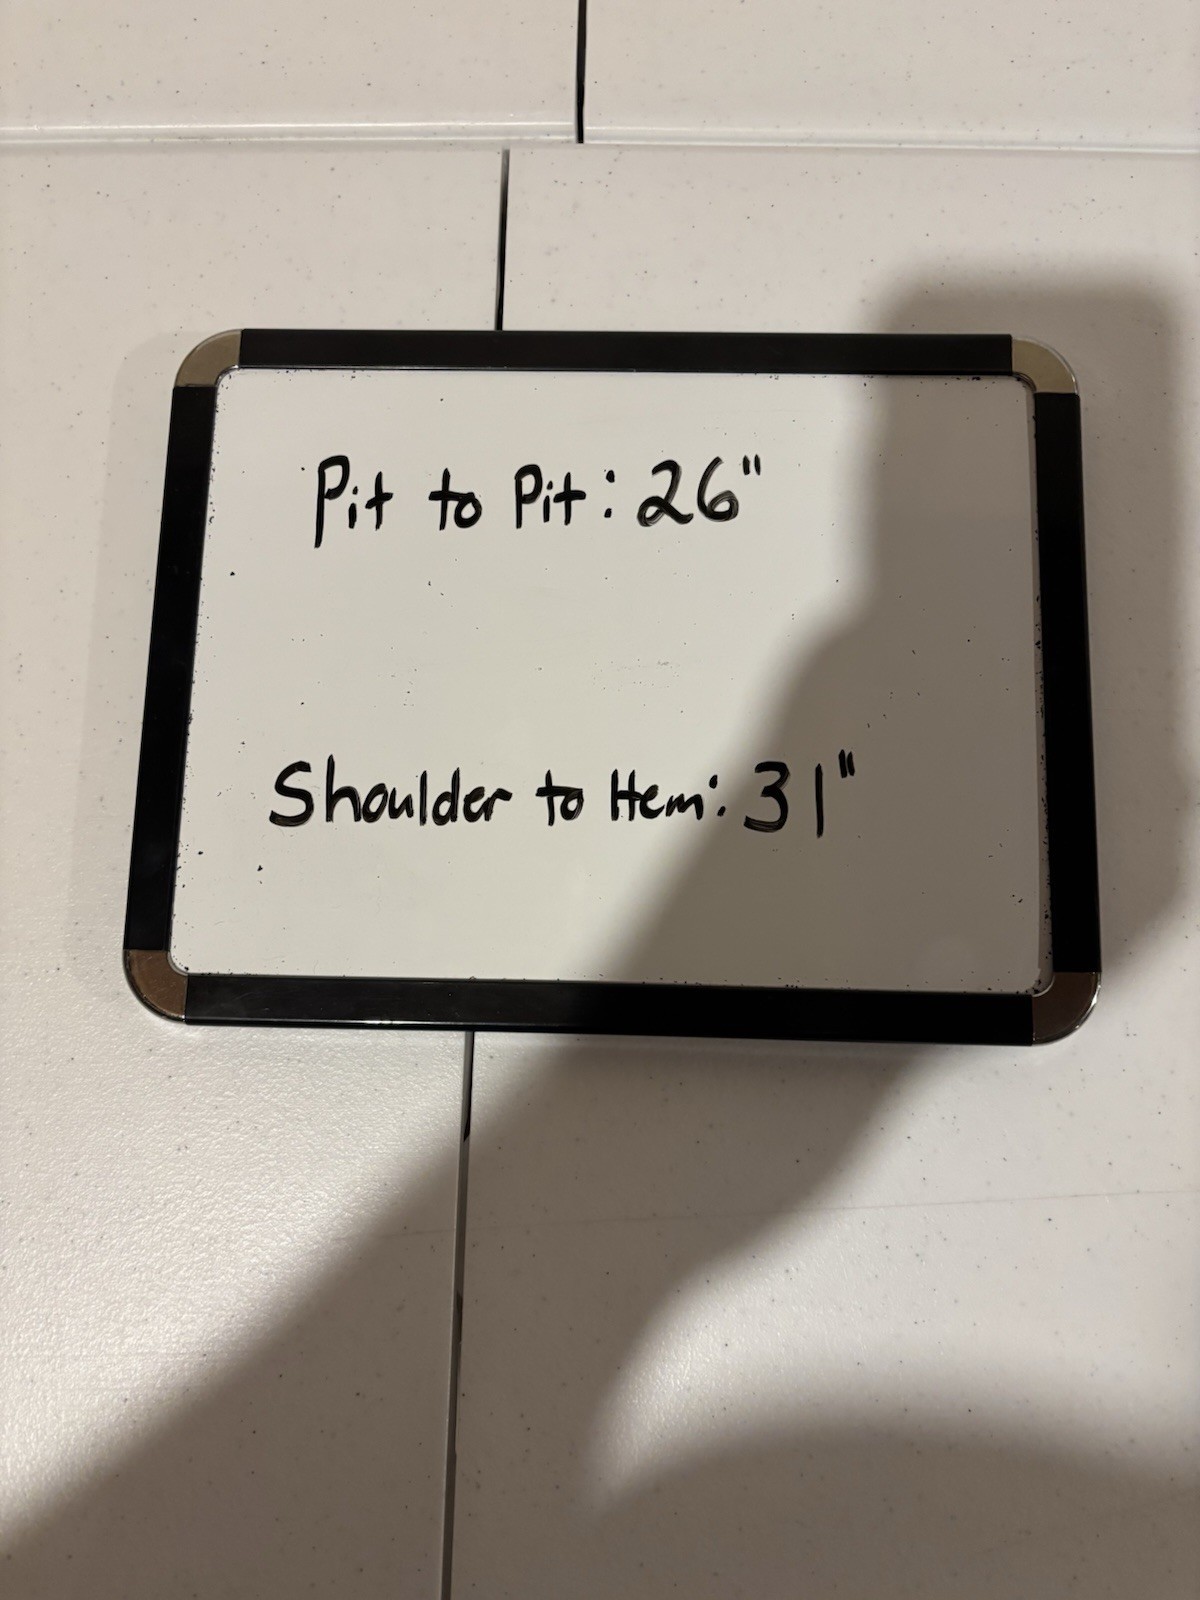 Pit to Pit: 26"
Shoulder to Hem: 31"